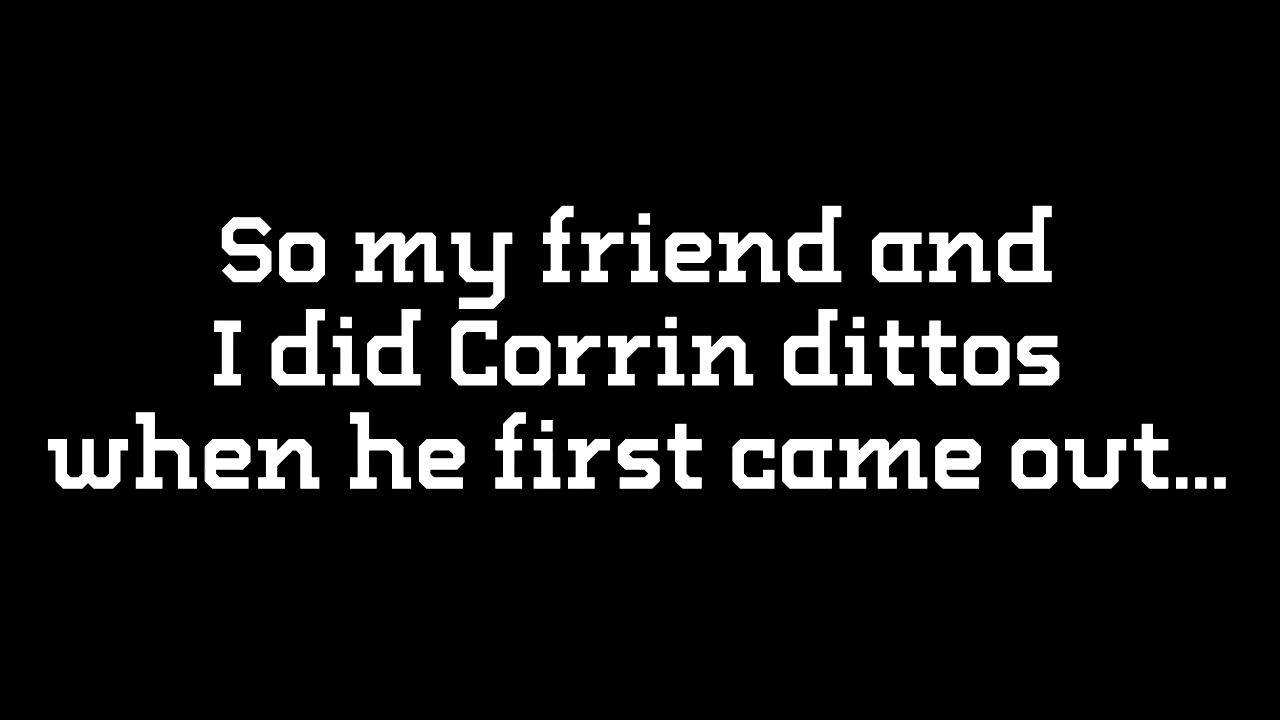 So my friend and
I did Corrin dittos
when he first came out...